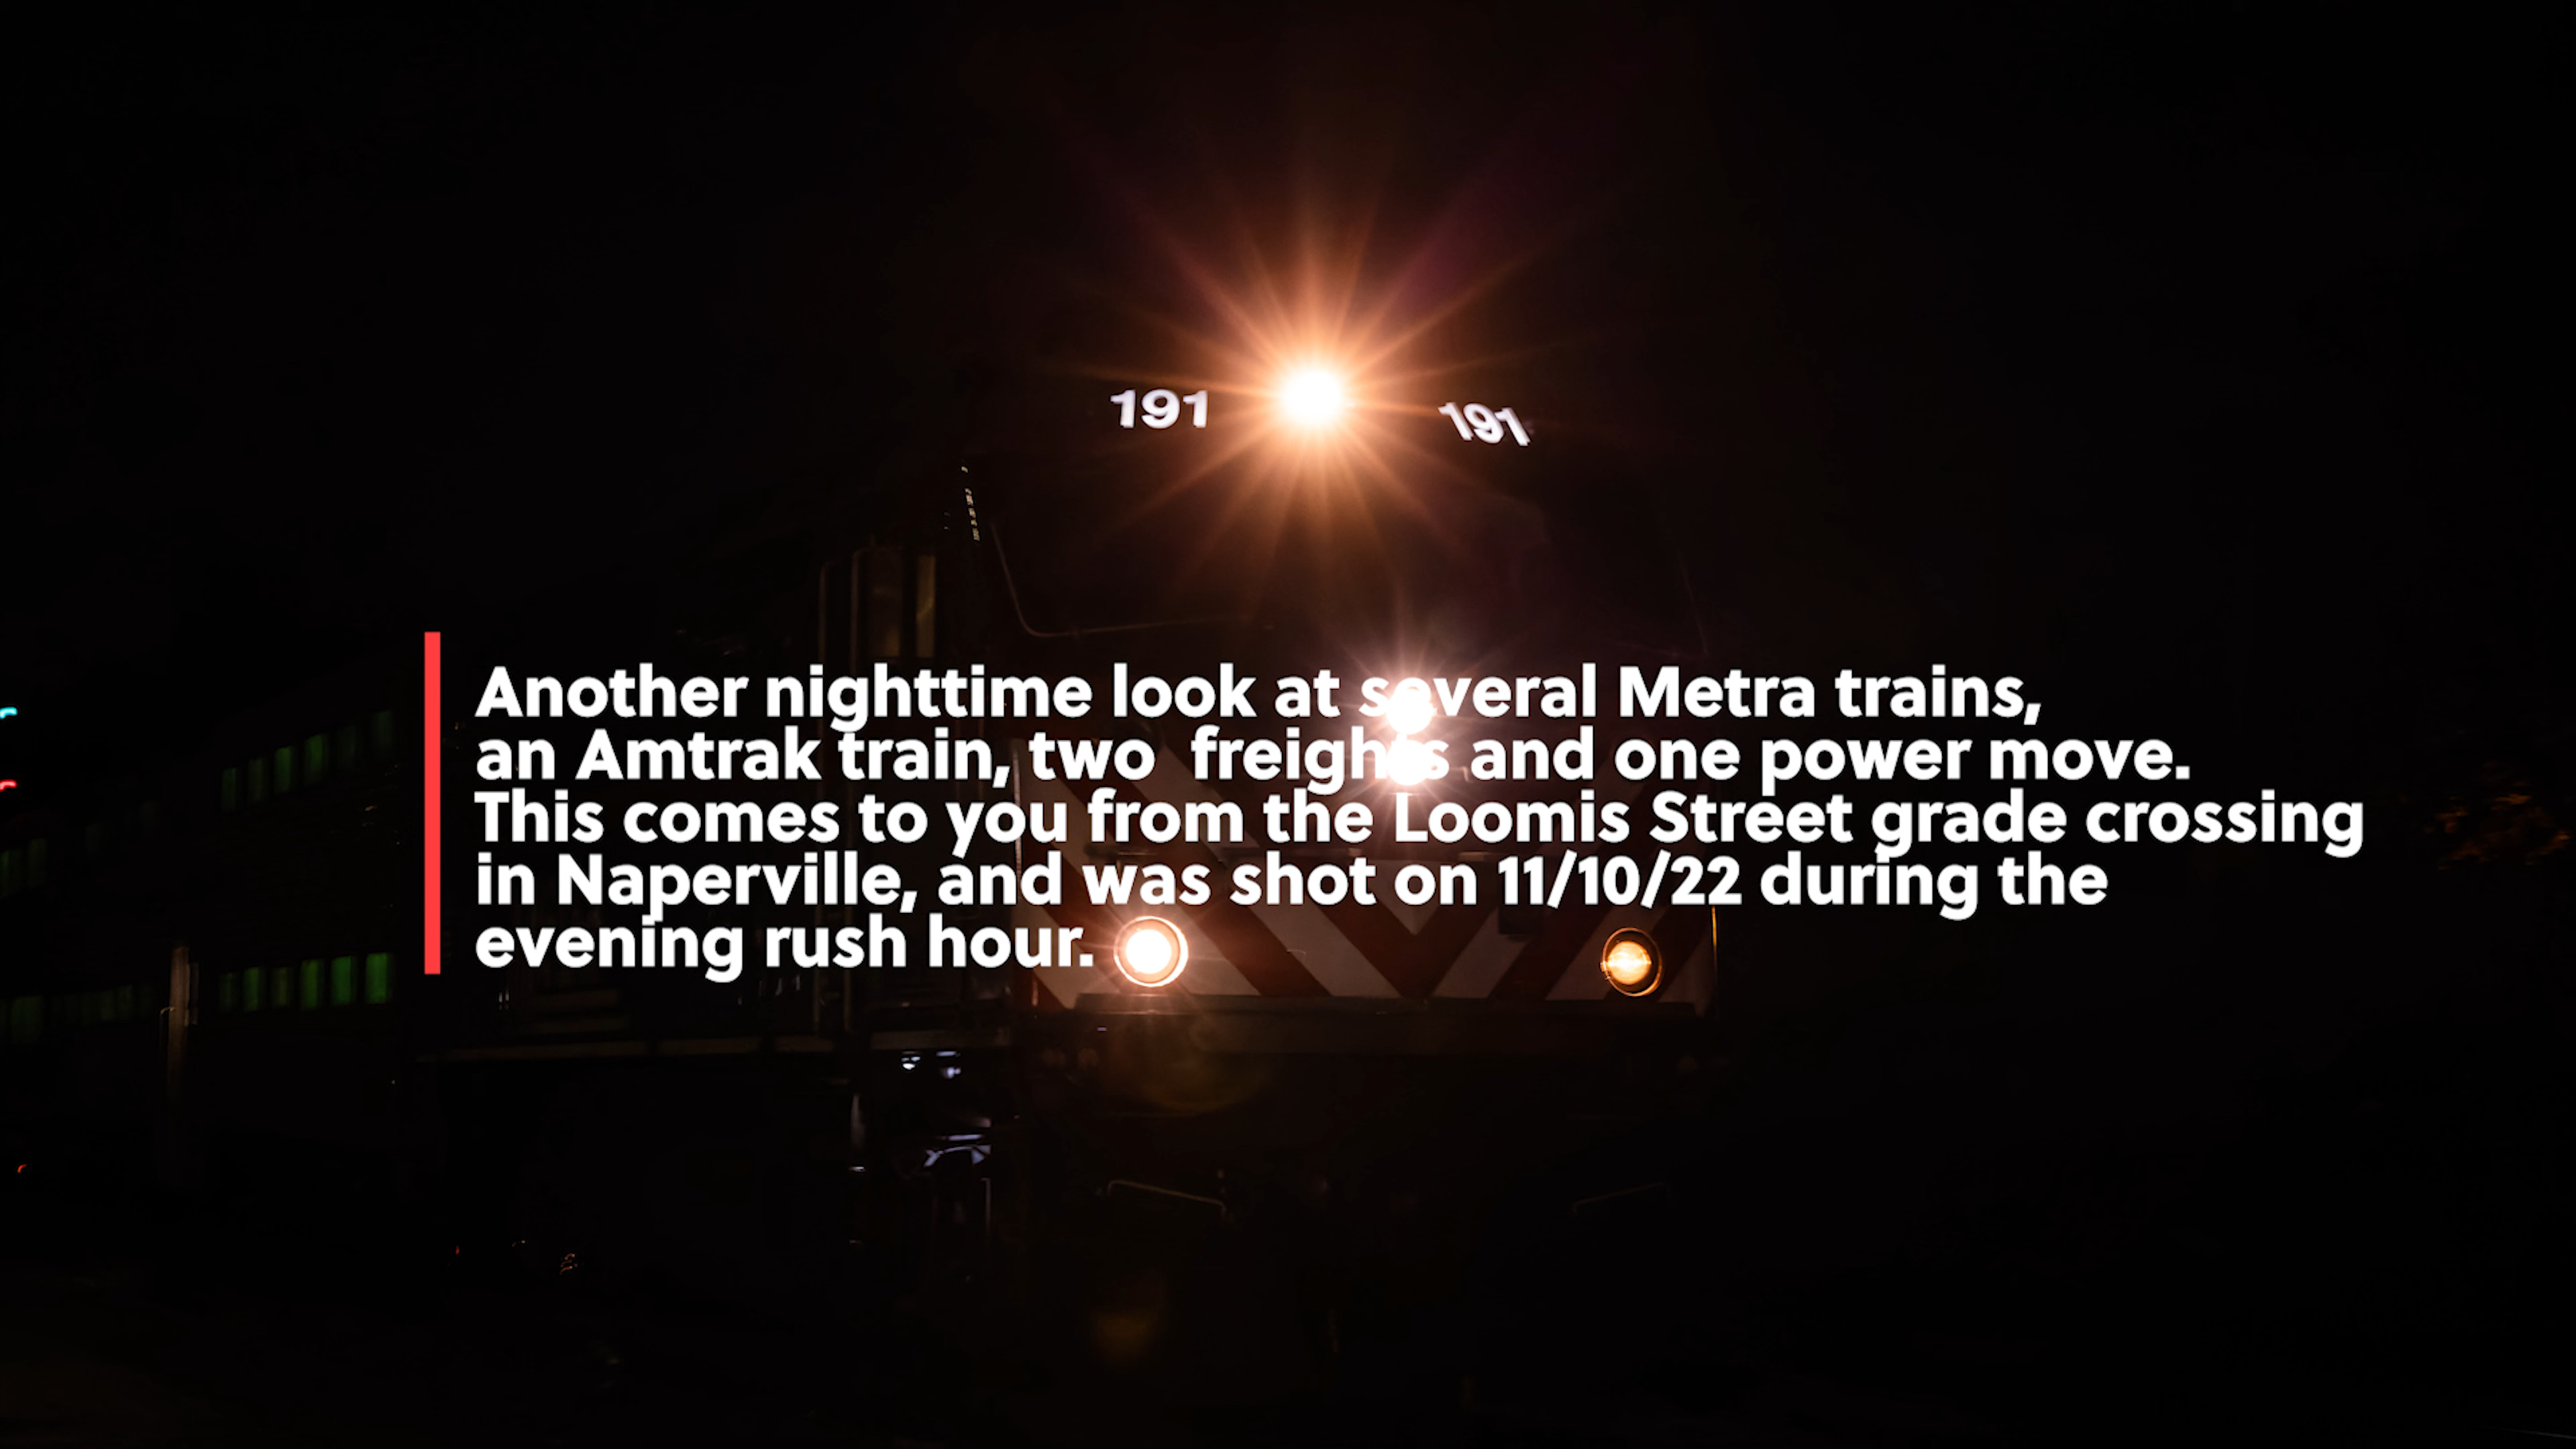 191 191
Another nighttime look at several Metra trains,
an Amtrak train, two  freights and one power move.
This comes to you from the Loomis Street grade crossing
in Naperville, and was shot on 11/10/22 during the
evening rush hour.